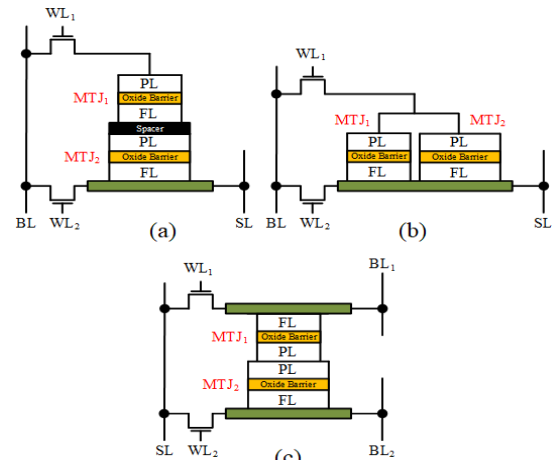 WL1
PL
MTJ1
Oxide Barrier
FL
Spacer
PL
MTJ2
Oxide Barrier
FL
BL
WL2
SL
(a)
WL1
MTJ1
MTJ2
PL
PL
Oxide Barrier
Oxide Barrier
FL
FL
BL
WL2
SL
(b)
BL1
WL1
FL
MTJ1
Oxide Barrier
PL
PL
MTJ2
Oxide Barrier
FL
SL
WL2
BL2
(c)